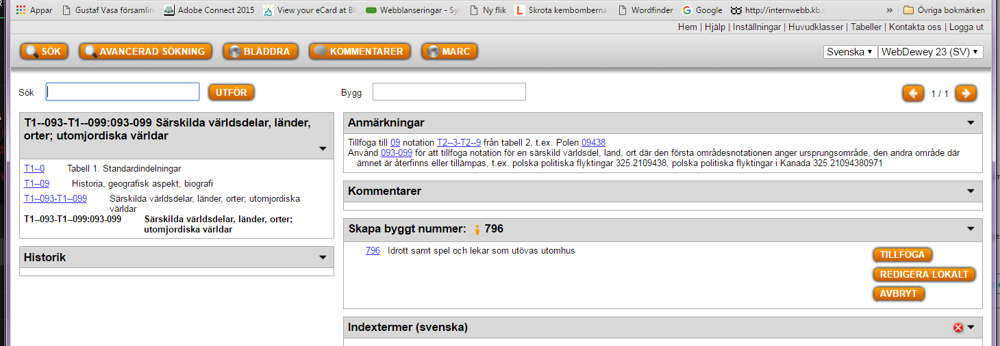 Appar Gustaf Vasa församlin Adobe Connect 2015 View your eCard at Bl Webblanseringar - Sys Ny flik Skrota kembomberna Wordfinder Google http://internwebb.kb.s » Övriga bokmärken
Hem | Hjälp | Inställningar | Huvudklasser | Tabeller | Kontakta oss | Logga ut
SÖK AVANCERAD SÖKNING BLÄDDRA KOMMENTARER MARC Svenska WebDewey 23 (SV)
Sök UTFÖR Bygg 1 / 1
T1--093-T1--099:093-099 Särskilda världsdelar, länder,
orter; utomjordiska världar
T1--0 Tabell 1. Standardindelningar
T1--09 Historia, geografisk aspekt, biografi
T1--093-T1--099 Särskilda världsdelar, länder, orter; utomjordiska
världar
T1--093-T1--099:093-099 Särskilda världsdelar, länder, orter;
utomjordiska världar
Historik
Anmärkningar
Tillfoga till 09 notation T2--3-T2--9 från tabell 2, t.ex. Polen 09438
Använd 093-099 för att tillfoga notation för en särskild världsdel, land, ort där den första områdesnotationen anger ursprungsområde, den andra område där
ämnet är återfinns eller tillämpas, t.ex. polska politiska flyktingar 325.2109438, polska politiska flyktingar i Kanada 325.21094380971
Kommentarer
Skapa byggt nummer: 796
796 Idrott samt spel och lekar som utövas utomhus
TILLFOGA
REDIGERA LOKALT
AVBRYT
Indextermer (svenska)